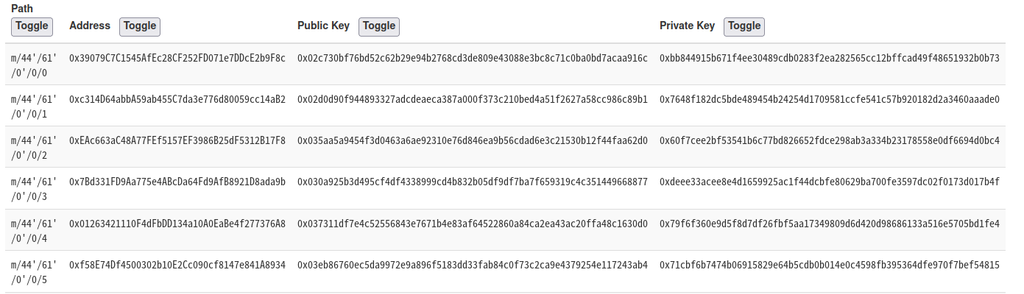 Path
Toggle Address Toggle Public Key Toggle Private Key Toggle
m/44'/61' 0x39079C7C1545AfEc28CF252FD071e7DDcE2b9F8c 0x02c730bf76bd52c62b29e94b2768cd3de809e43088e3bc8c71c0ba0bd7acaa916c 0xbb844915b671f4ee30489cdb0283f2ea282565cc12bffcad49f48651932b0b73
/0'/0/0
m/44'/61' 0xc314D64abbA59ab455C7da3e776d80059cc14aB2 0x02d0d90f944893327adcdeaeca387a000f373c210bed4a51f2627a58cc986c89b1 0x7648f182dc5bde489454b24254d1709581ccfe541c57b920182d2a3460aaade0
/0'/0/1
m/44'/61' 0xEAc663aC48A77FEf5157EF3986B25dF5312B17F8 0x035aa5a9454f3d0463a6ae92310e76d846ea9b56cdad6e3c21530b12f44faa62d0 0x60f7cee2bf53541b6c77bd826652fdce298ab3a334b23178558e0df6694d0bc4
/0'/0/2
m/44'/61' 0x7Bd331FD9Aa775e4ABcDa64Fd9AfB8921D8ada9b 0x030a925b3d495cf4df4338999cd4b832b05df9df7ba7f659319c4c351449668877 0xdeee33acee8e4d1659925ac1f44dcbfe80629ba700fe3597dc02f0173d017b4f
/0'/0/3
m/44'/61' 0x01263421110F4dFbDD134a10A0EaBe4f277376A8 0x037311df7e4c52556843e7671b4e83af64522860a84ca2ea43ac20ffa48c1630d0 0x79f6f360e9d5f8d7df26fbf5aa17349809d6d420d98686133a516e5705bd1fe4
/0'/0/4
m/44'/61' 0xf58E74Df4500302b10E2Cc090cf8147e841A8934 0x03eb86760ec5da9972e9a896f5183dd33fab84c0f73c2ca9e4379254e117243ab4 0x71cbf6b7474b06915829e64b5cdb0b014e0c4598fb395364dfe970f7bef54815
/0'/0/5